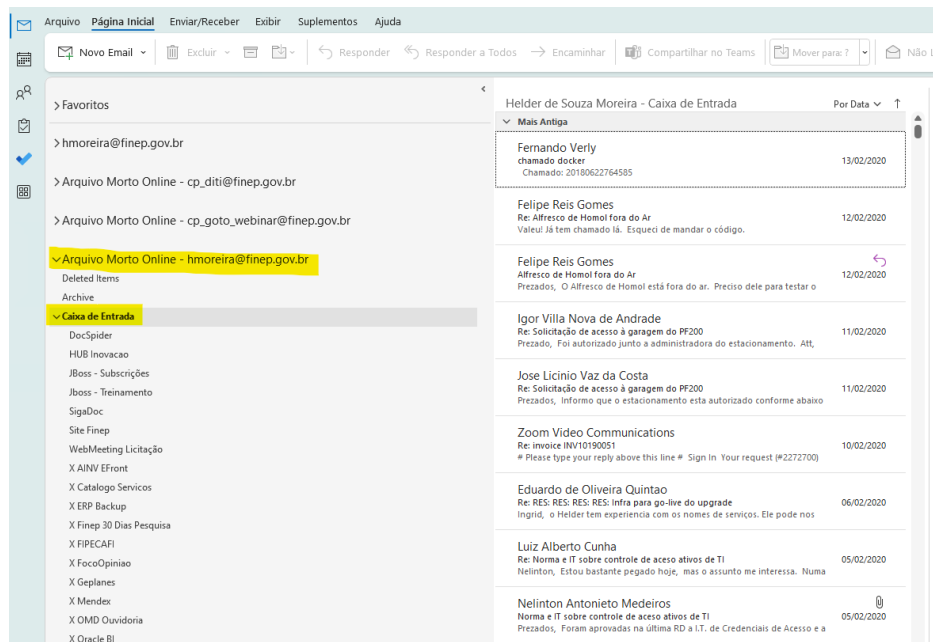 Arquivo Página Inicial Enviar/Receber Exibir Suplementos Ajuda
Novo Email Excluir Responder Responder a Todos Encaminhar Compartilhar no Teams Mover para: ? Não
Favoritos
hmoreira@finep.gov.br
Arquivo Morto Online - cp_diti@finep.gov.br
Arquivo Morto Online - cp_goto_webinar@finep.gov.br
Arquivo Morto Online - hmoreira@finep.gov.br
Deleted Items
Archive
Caixa de Entrada
DocSpider
HUB Inovacao
JBoss - Subscrições
Jboss - Treinamento
SigaDoc
Site Finep
WebMeeting Licitação
X AINV EFront
X Catalogo Servicos
X ERP Backup
X Finep 30 Dias Pesquisa
X FIPECAFI
X FocoOpiniao
X Geplanes
X Mendex
X OMD Ouvidoria
X Oracle BI
Helder de Souza Moreira - Caixa de Entrada Por Data
Mais Antiga
Fernando Verly
chamado docker 13/02/2020
Chamado: 20180622764585
Felipe Reis Gomes
Re: Alfresco de Homol fora do Ar 12/02/2020
Valeu! Já tem chamado lá. Esqueci de mandar o código.
Felipe Reis Gomes
Alfresco de Homol fora do Ar 12/02/2020
Prezados, O Alfresco de Homol está fora do ar. Preciso dele para testar o
Igor Villa Nova de Andrade
Re: Solicitação de acesso à garagem do PF200 11/02/2020
Prezado, Foi autorizado junto a administradora do estacionamento. Att,
Jose Licinio Vaz da Costa
Re: Solicitação de acesso à garagem do PF200 11/02/2020
Prezados, Informo que o estacionamento esta autorizado conforme abaixo
Zoom Video Communications
Re: invoice INV10190051 10/02/2020
# Please type your reply above this line # Sign In Your request (#2272700)
Eduardo de Oliveira Quintao
Re: RES: RES: RES: RES: Infra para go-live do upgrade 06/02/2020
Ingrid, o Helder tem experiencia com os nomes de serviços. Ele pode nos
Luiz Alberto Cunha
Re: Norma e IT sobre controle de aceso ativos de TI 05/02/2020
Nelinton, Estou bastante pegado hoje, mas o assunto me interessa. Numa
Nelinton Antonieto Medeiros
Norma e IT sobre controle de aceso ativos de TI 05/02/2020
Prezados, Foram aprovadas na última RD a I.T. de Credenciais de Acesso e a